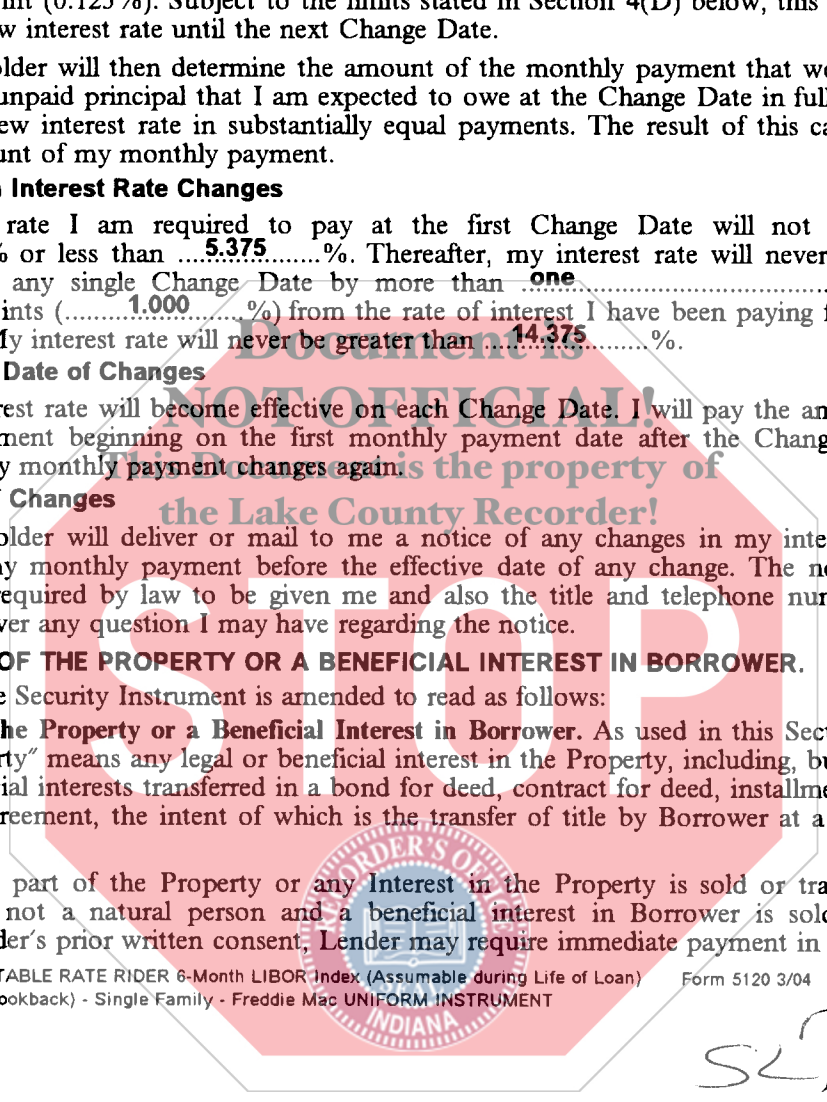 (0.125%). Subject to the limits stated in Section 4(D) below, this
w interest rate until the next Change Date.
older will then determine the amount of the monthly payment that w
unpaid principal that I am expected to owe at the Change Date in full
ew interest rate in substantially equal payments. The result of this ca
unt of my monthly payment.
Interest Rate Changes
rate I am required to pay at the first Change Date will not
% or less than ....5.375........%. Thereafter, my interest rate will never
any single Change Date by more than ..one....................................
ints (.........1.000........%) from the rate of interest I have been paying f
My interest rate will never be greater than ....14.375.........%.
Document is
Date of Changes
NOT OFFICIAL!
rest rate will become effective on each Change Date. I will pay the am
ment beginning on the first monthly payment date after the Chang
y monthly payment changes again.
This Document is the property of
Changes
the Lake County Recorder!
older will deliver or mail to me a notice of any changes in my inte
y monthly payment before the effective date of any change. The n
required by law to be given me and also the title and telephone num
wer any question I may have regarding the notice.
STOP
OF THE PROPERTY OR A BENEFICIAL INTEREST IN BORROWER.
e Security Instrument is amended to read as follows:
he Property or a Beneficial Interest in Borrower. As used in this Sect
rty" means any legal or beneficial interest in the Property, including, bu
ial interests transferred in a bond for deed, contract for deed, installme
reement, the intent of which is the transfer of title by Borrower at a
part of the Property or any Interest in the Property is sold or tra
not a natural person and a beneficial interest in Borrower is sold
der's prior written consent, Lender may require immediate payment in
RECORDER'S OF
SEAL
INDIANA
TABLE RATE RIDER 6-Month LIBOR Index (Assumable during Life of Loan) Form 5120 3/04
ookback) - Single Family - Freddie Mac UNIFORM INSTRUMENT